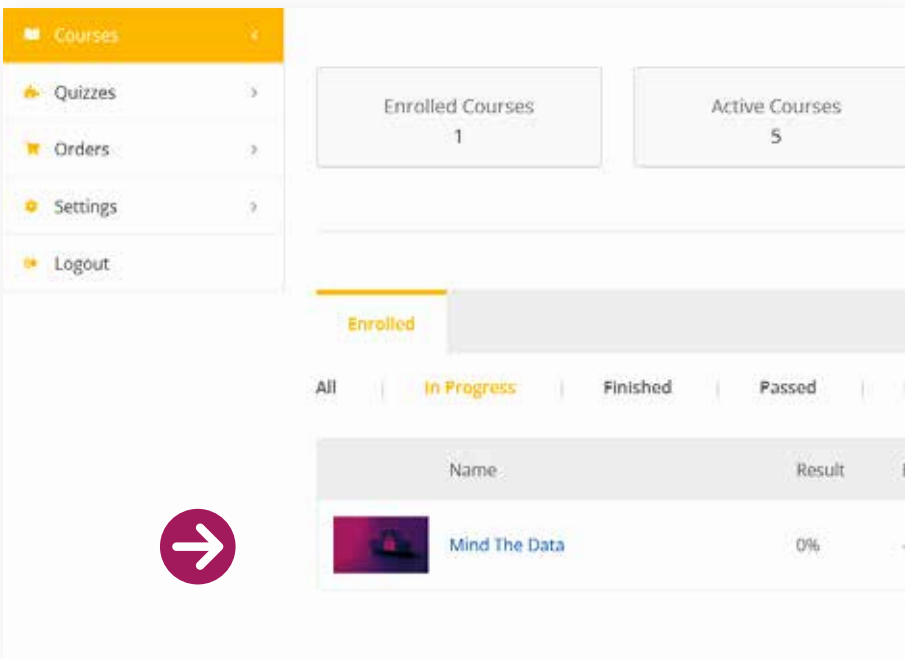 Courses
Quizzes
Orders
Settings
Logout
Enrolled Courses
1
Active Courses
5
Enrolled
All | In Progress | Finished | Passed |
Name Result
Mind The Data 0%